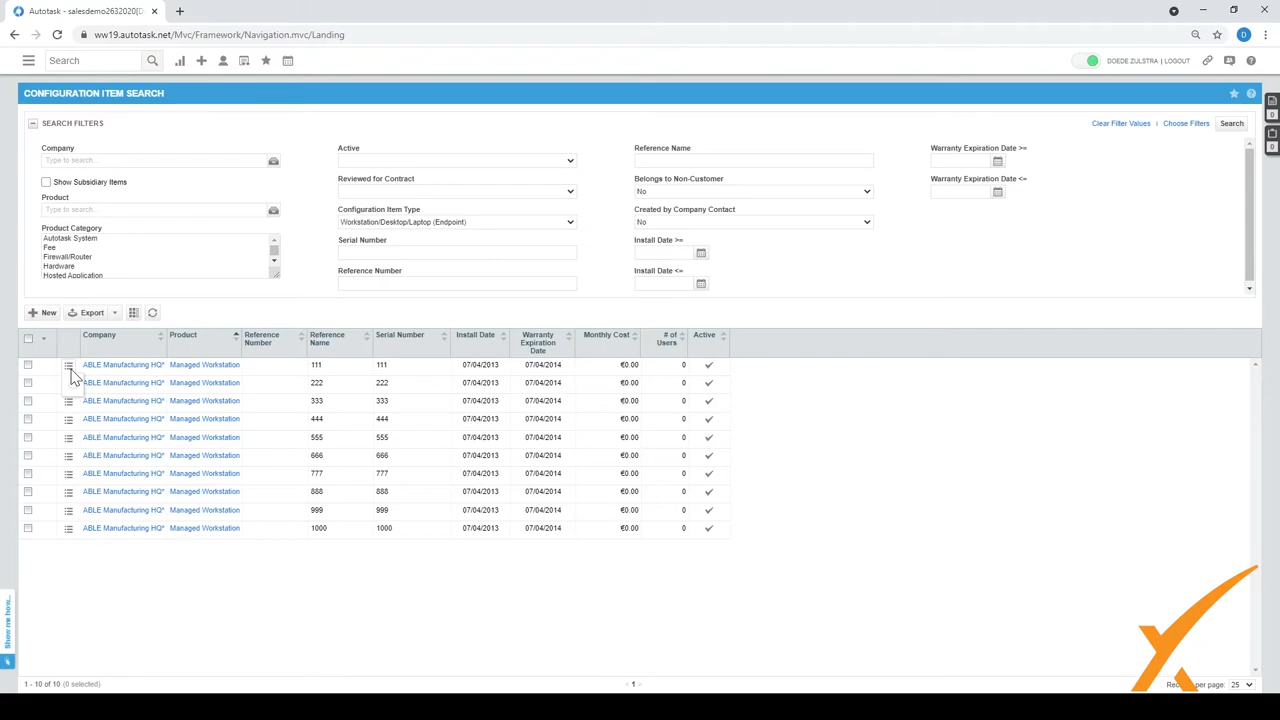 Autotask - salesdemo2632020[D
ww19.autotask.net/Mvc/Framework/Navigation.mvc/Landing
D
Search
DOEDE ZIJLSTRA | LOGOUT
CONFIGURATION ITEM SEARCH
SEARCH FILTERS
Clear Filter Values | Choose Filters Search
0
0
Company
Type to search...
Show Subsidiary Items
Product
Type to search...
Product Category
Autotask System
Fee
Firewall/Router
Hardware
Hosted Application
Active
Reviewed for Contract
Configuration Item Type
Workstation/Desktop/Laptop (Endpoint)
Serial Number
Reference Number
Reference Name
Belongs to Non-Customer
No
Created by Company Contact
No
Install Date >=
Install Date <=
Warranty Expiration Date >=
Warranty Expiration Date <=
New Export
Company Product Reference Number Reference Name Serial Number Install Date Warranty Expiration Date Monthly Cost # of Users Active
ABLE Manufacturing HQ* Managed Workstation 111 111 07/04/2013 07/04/2014 €0.00 0
ABLE Manufacturing HQ* Managed Workstation 222 222 07/04/2013 07/04/2014 €0.00 0
ABLE Manufacturing HQ* Managed Workstation 333 333 07/04/2013 07/04/2014 €0.00 0
ABLE Manufacturing HQ* Managed Workstation 444 444 07/04/2013 07/04/2014 €0.00 0
ABLE Manufacturing HQ* Managed Workstation 555 555 07/04/2013 07/04/2014 €0.00 0
ABLE Manufacturing HQ* Managed Workstation 666 666 07/04/2013 07/04/2014 €0.00 0
ABLE Manufacturing HQ* Managed Workstation 777 777 07/04/2013 07/04/2014 €0.00 0
ABLE Manufacturing HQ* Managed Workstation 888 888 07/04/2013 07/04/2014 €0.00 0
ABLE Manufacturing HQ* Managed Workstation 999 999 07/04/2013 07/04/2014 €0.00 0
ABLE Manufacturing HQ* Managed Workstation 1000 1000 07/04/2013 07/04/2014 €0.00 0
Show me how...
1 - 10 of 10 (0 selected)
< 1 >
per page: 25